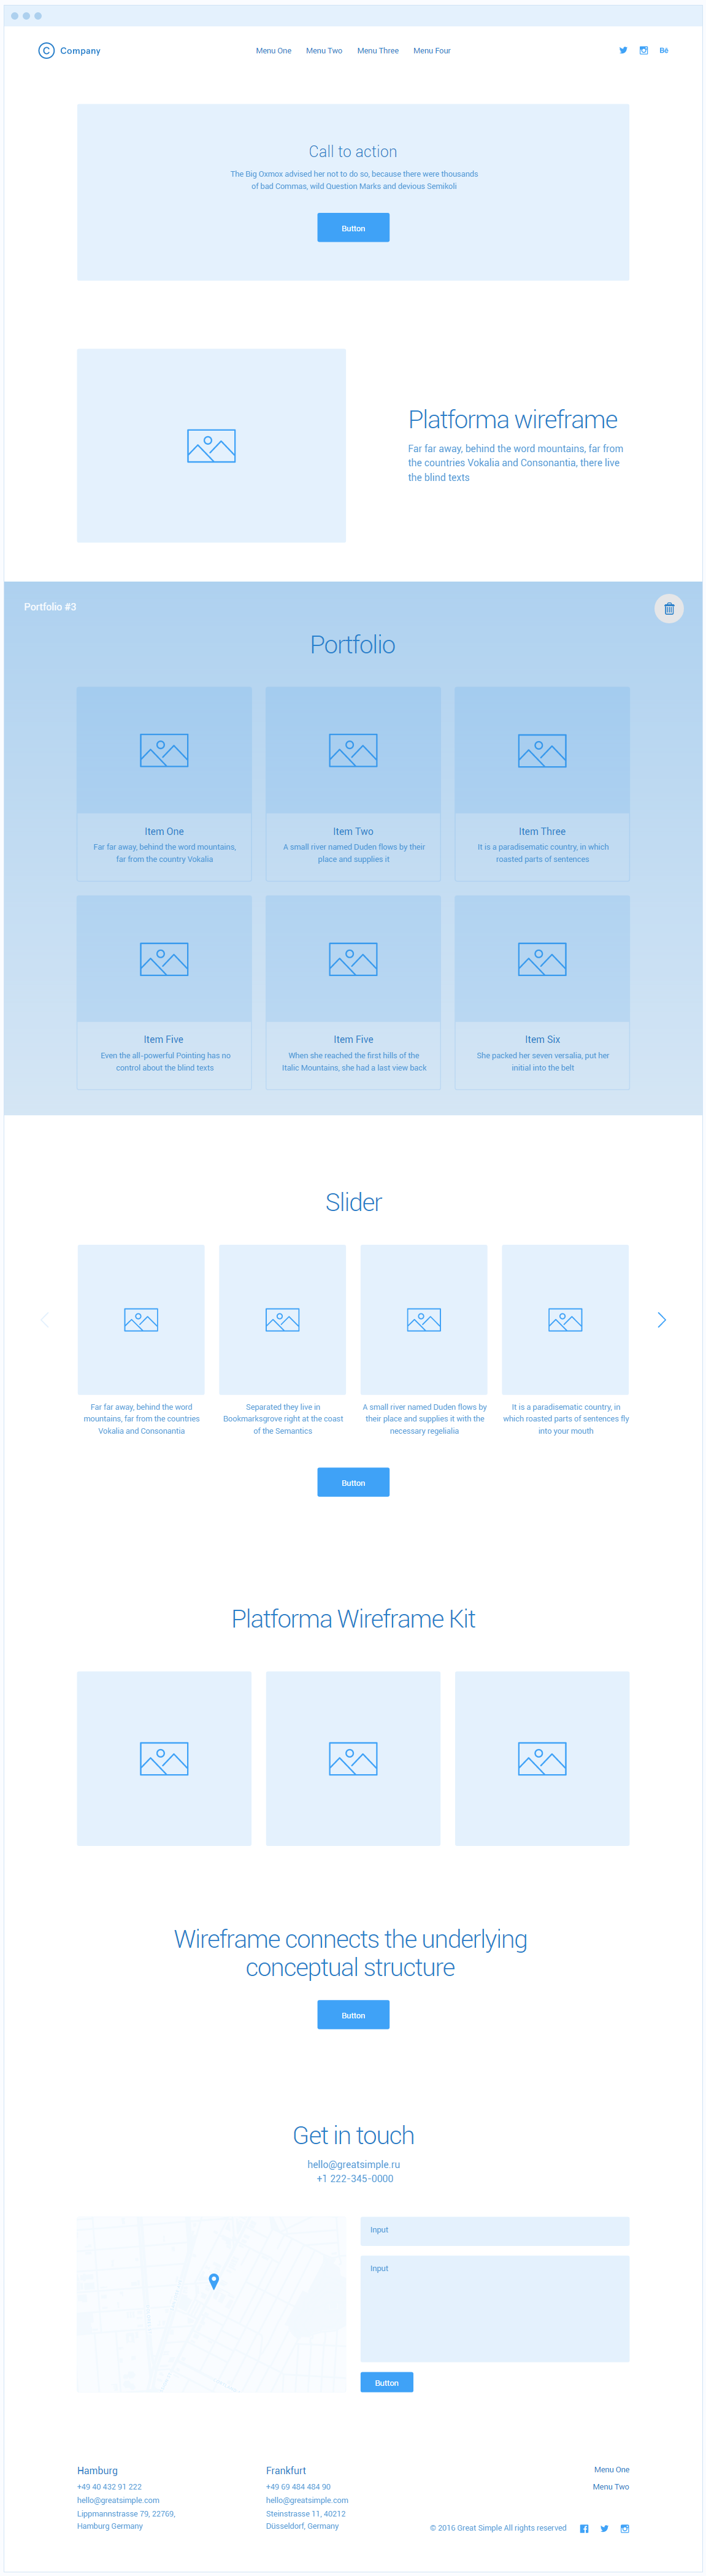 C Company
Menu One Menu Two Menu Three Menu Four
Bē
Call to action
The Big Oxmox advised her not to do so, because there were thousands
of bad Commas, wild Question Marks and devious Semikoli
Button
Platforma wireframe
Far far away, behind the word mountains, far from
the countries Vokalia and Consonantia, there live
the blind texts
Portfolio #3
Portfolio
Item One
Far far away, behind the word mountains,
far from the country Vokalia
Item Two
A small river named Duden flows by their
place and supplies it
Item Three
It is a paradisematic country, in which
roasted parts of sentences
Item Five
Even the all-powerful Pointing has no
control about the blind texts
Item Five
When she reached the first hills of the
Italic Mountains, she had a last view back
Item Six
She packed her seven versalia, put her
initial into the belt
Slider
Far far away, behind the word
mountains, far from the countries
Vokalia and Consonantia
Separated they live in
Bookmarksgrove right at the coast
of the Semantics
A small river named Duden flows by
their place and supplies it with the
necessary regelialia
It is a paradisematic country, in
which roasted parts of sentences fly
into your mouth
Button
Platforma Wireframe Kit
Wireframe connects the underlying
conceptual structure
Button
Get in touch
hello@greatsimple.ru
+1 222-345-0000
Input
Input
Button
Hamburg
+49 40 432 91 222
hello@greatsimple.com
Lippmannstrasse 79, 22769,
Hamburg Germany
Frankfurt
+49 69 484 484 90
hello@greatsimple.com
Steinstrasse 11, 40212
Düsseldorf, Germany
Menu One
Menu Two
© 2016 Great Simple All rights reserved